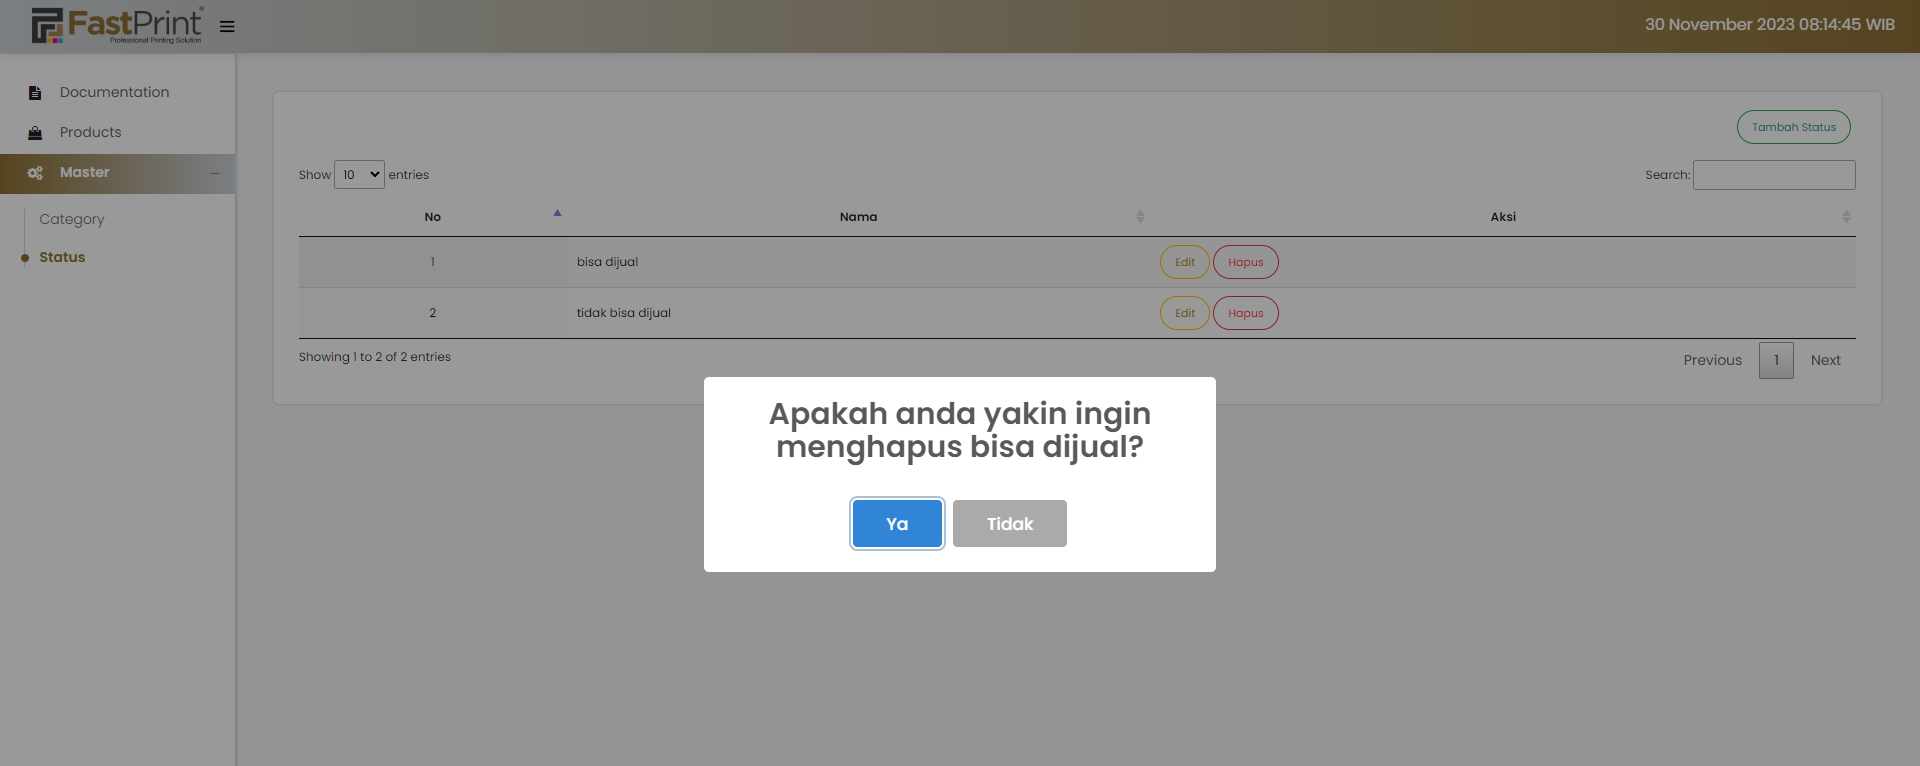 FastPrint®
Professional Printing Solution
30 November 2023 08:14:45 WIB
Documentation
Products
Master
Category
Status
Tambah Status
Show 10 entries
Search:
No Nama Aksi
1 bisa dijual Edit Hapus
2 tidak bisa dijual Edit Hapus
Showing 1 to 2 of 2 entries
Previous 1 Next
Apakah anda yakin ingin
menghapus bisa dijual?
Ya Tidak